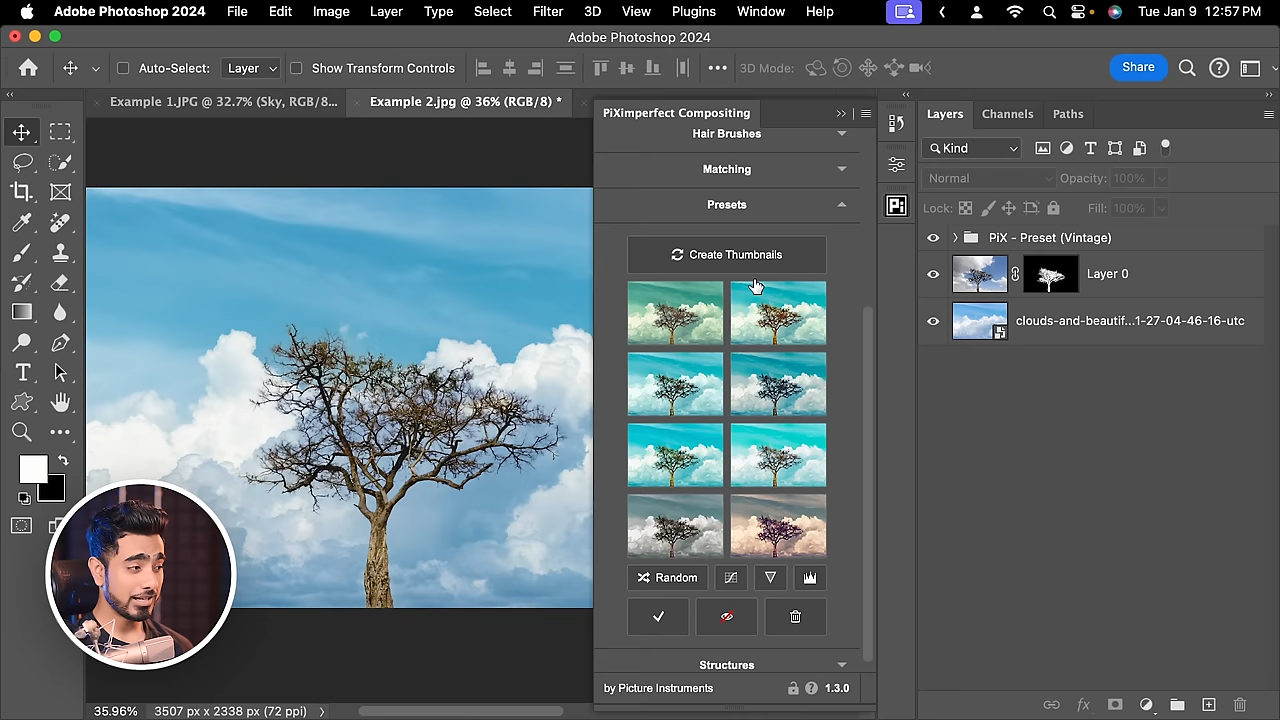 Adobe Photoshop 2024 File Edit Image Layer Type Select Filter 3D View Plugins Window Help Tue Jan 9 12:57 PM
Adobe Photoshop 2024
Auto-Select: Layer Show Transform Controls 3D Mode: Share
Example 1.JPG @ 32.7% (Sky, RGB/8... Example 2.jpg @ 36% (RGB/8) *
PiXimperfect Compositing
Hair Brushes
Matching
Presets
Create Thumbnails
Random
Structures
by Picture Instruments 1.3.0
Pi
Layers Channels Paths
Kind
Normal Opacity: 100%
Lock: Fill: 100%
PiX - Preset (Vintage)
Layer 0
clouds-and-beautif...1-27-04-46-16-utc
fx
35.96% 3507 px x 2338 px (72 ppi)